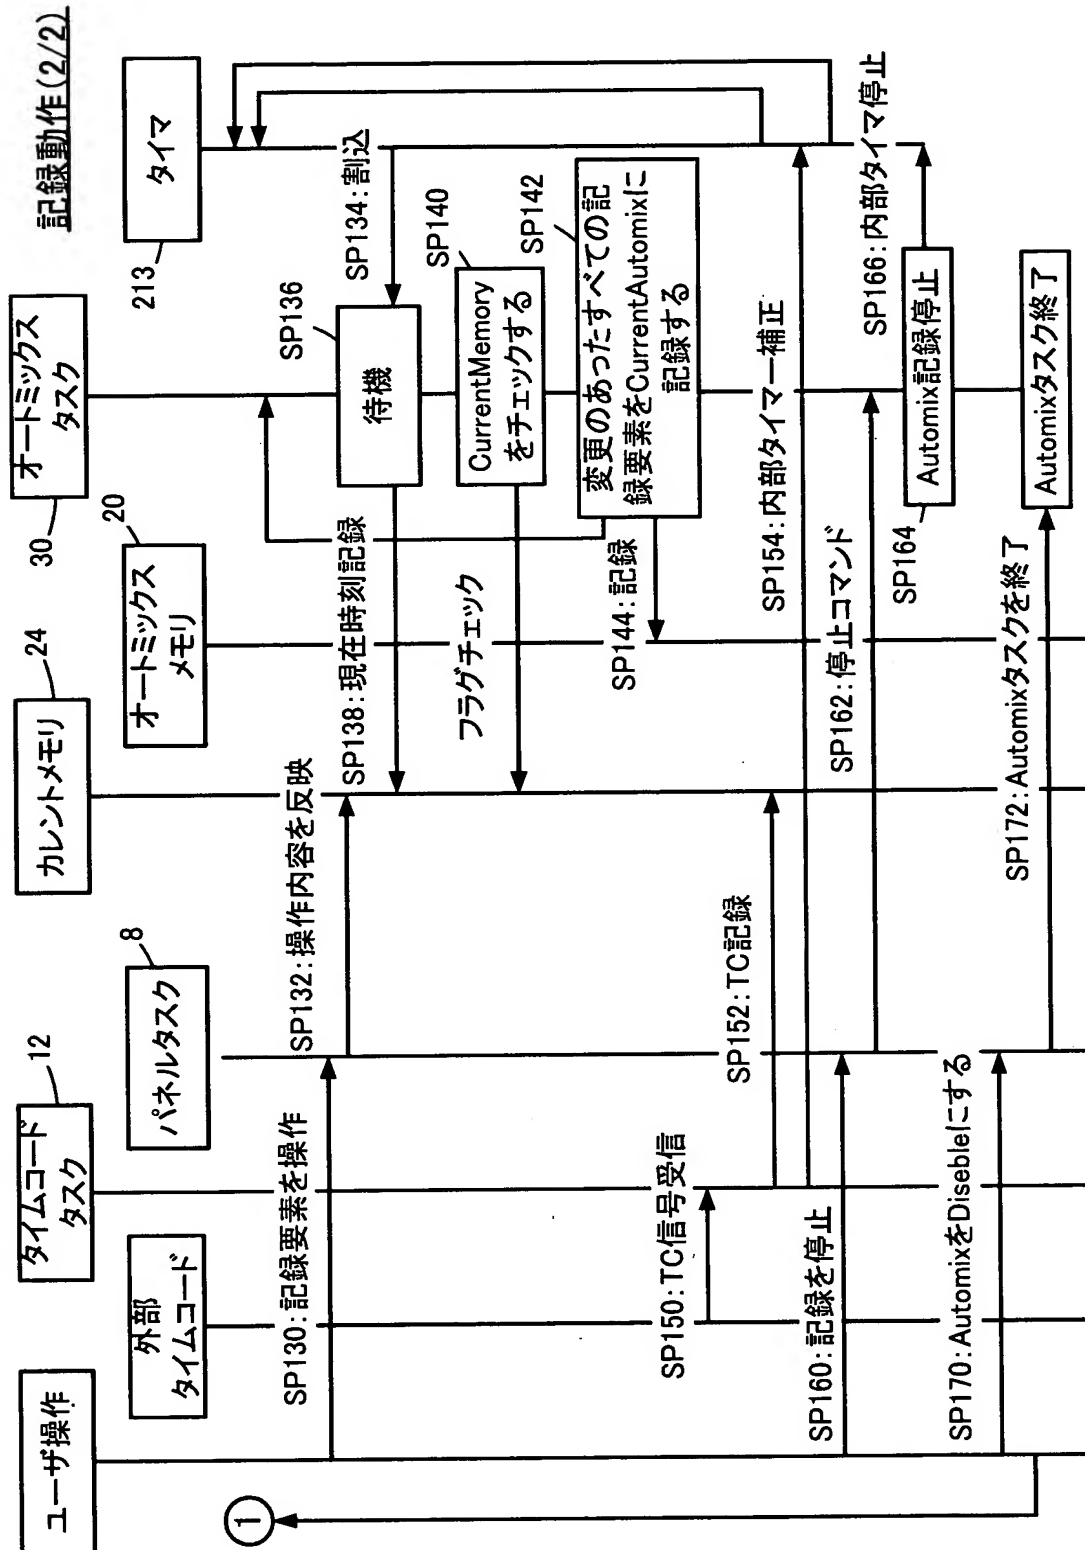 記録動作(2/2)
ユーザ操作
外部
タイムコード
タイムコード
タスク
12
パネルタスク
8
カレントメモリ
24
オートミックス
メモリ
20
オートミックス
タスク
30
タイマ
213
1
SP130:記録要素を操作
SP132:操作内容を反映
SP134:割込
SP136
待機
SP138:現在時刻記録
SP140
CurrentMemory
をチェックする
フラグチェック
SP142
変更のあったすべての記
録要素をCurrentAutomixに
記録する
SP144:記録
SP150:TC信号受信
SP152:TC記録
SP154:内部タイマー補正
SP160:記録を停止
SP162:停止コマンド
SP164
Automix記録停止
SP166:内部タイマ停止
SP170:AutomixをDisebleにする
SP172:Automixタスクを終了
Automixタスク終了